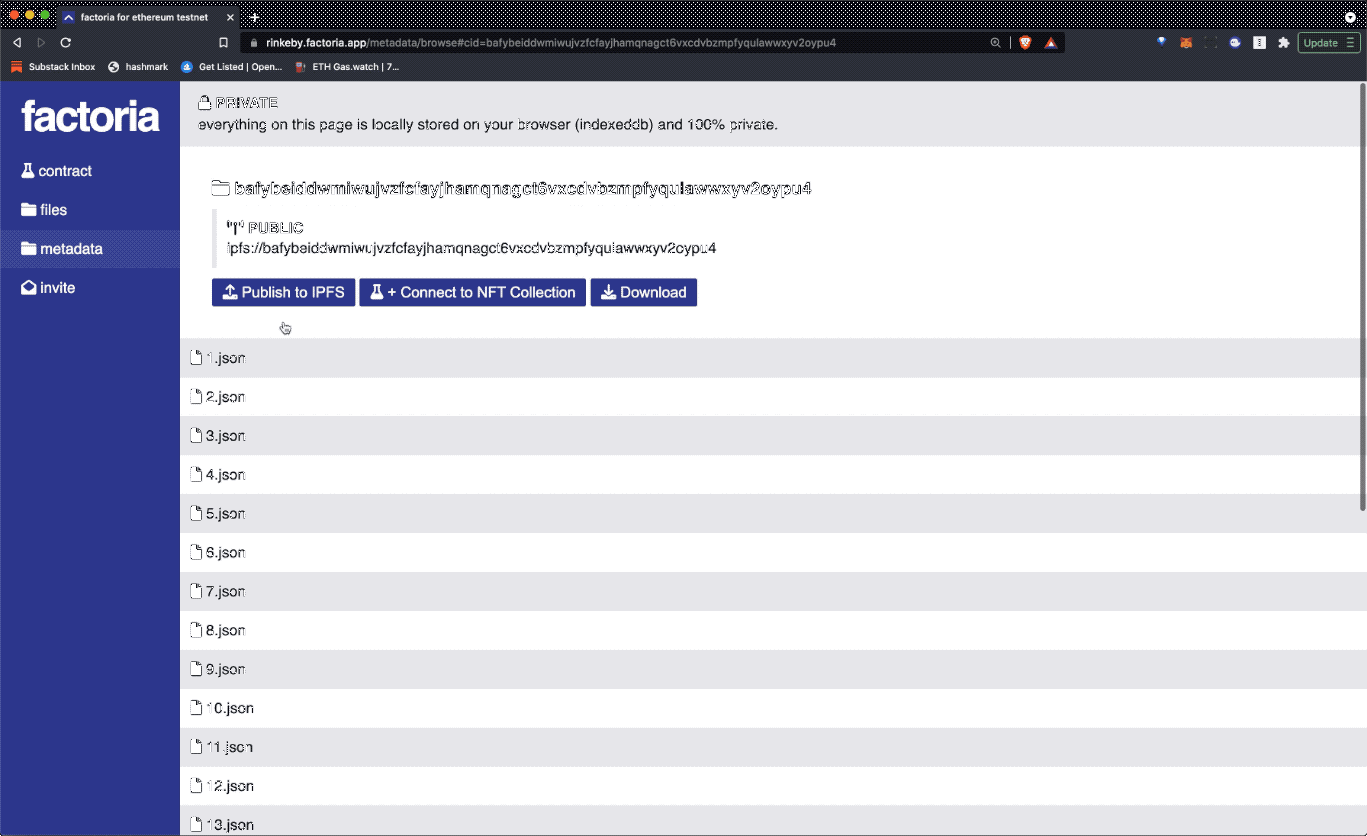 factoria for ethereum testnet
rinkeby.factoria.app/metadata/browse#cid=bafybeiddwmiwujvzfcfayjhamqnagct6vxcdvbzmpfyqulawwxyv2oypu4
Update
Substack Inbox hashmark Get Listed | Open... ETH Gas.watch | 7...
factoria
contract
files
metadata
invite
PRIVATE
everything on this page is locally stored on your browser (indexeddb) and 100% private.
bafybeiddwmiwujvzfcfayjhamqnagct6vxcdvbzmpfyqulawwxyv2oypu4
PUBLIC
ipfs://bafybeiddwmiwujvzfcfayjhamqnagct6vxcdvbzmpfyqulawwxyv2oypu4
Publish to IPFS + Connect to NFT Collection Download
1.json
2.json
3.json
4.json
5.json
6.json
7.json
8.json
9.json
10.json
11.json
12.json
13.json